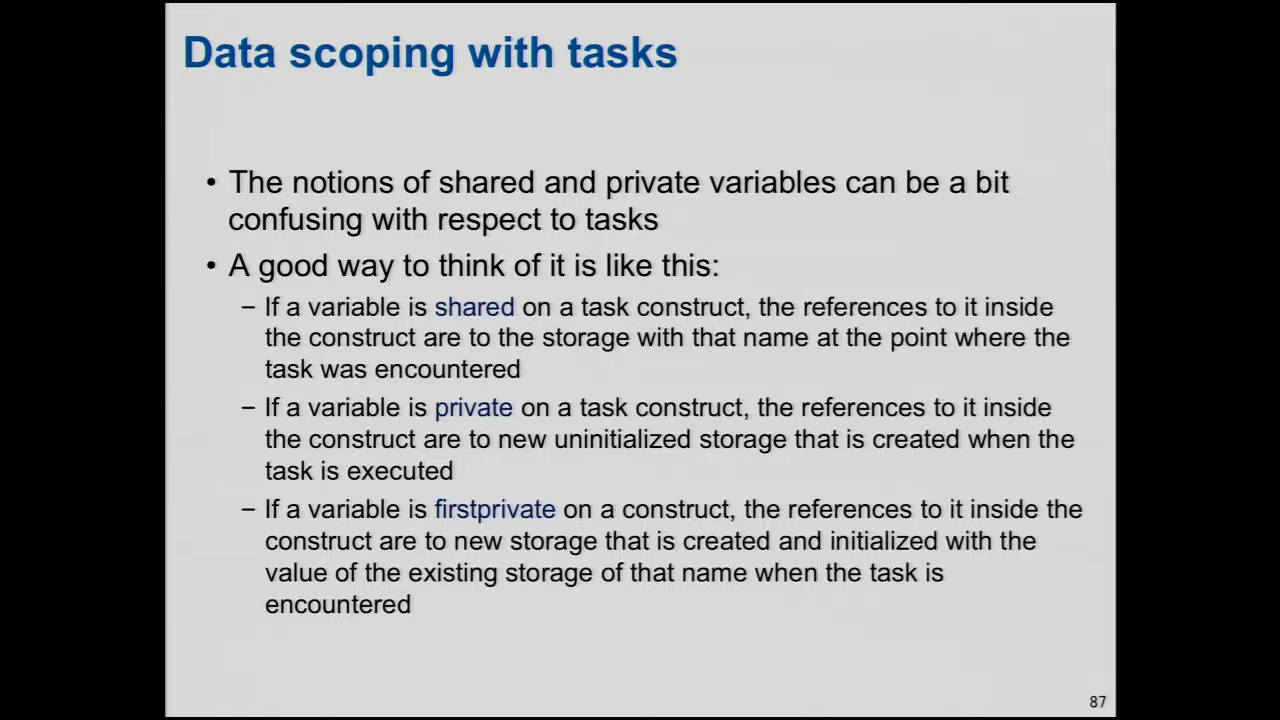 Data scoping with tasks
• The notions of shared and private variables can be a bit
confusing with respect to tasks
• A good way to think of it is like this:
– If a variable is shared on a task construct, the references to it inside
the construct are to the storage with that name at the point where the
task was encountered
– If a variable is private on a task construct, the references to it inside
the construct are to new uninitialized storage that is created when the
task is executed
– If a variable is firstprivate on a construct, the references to it inside the
construct are to new storage that is created and initialized with the
value of the existing storage of that name when the task is
encountered
87